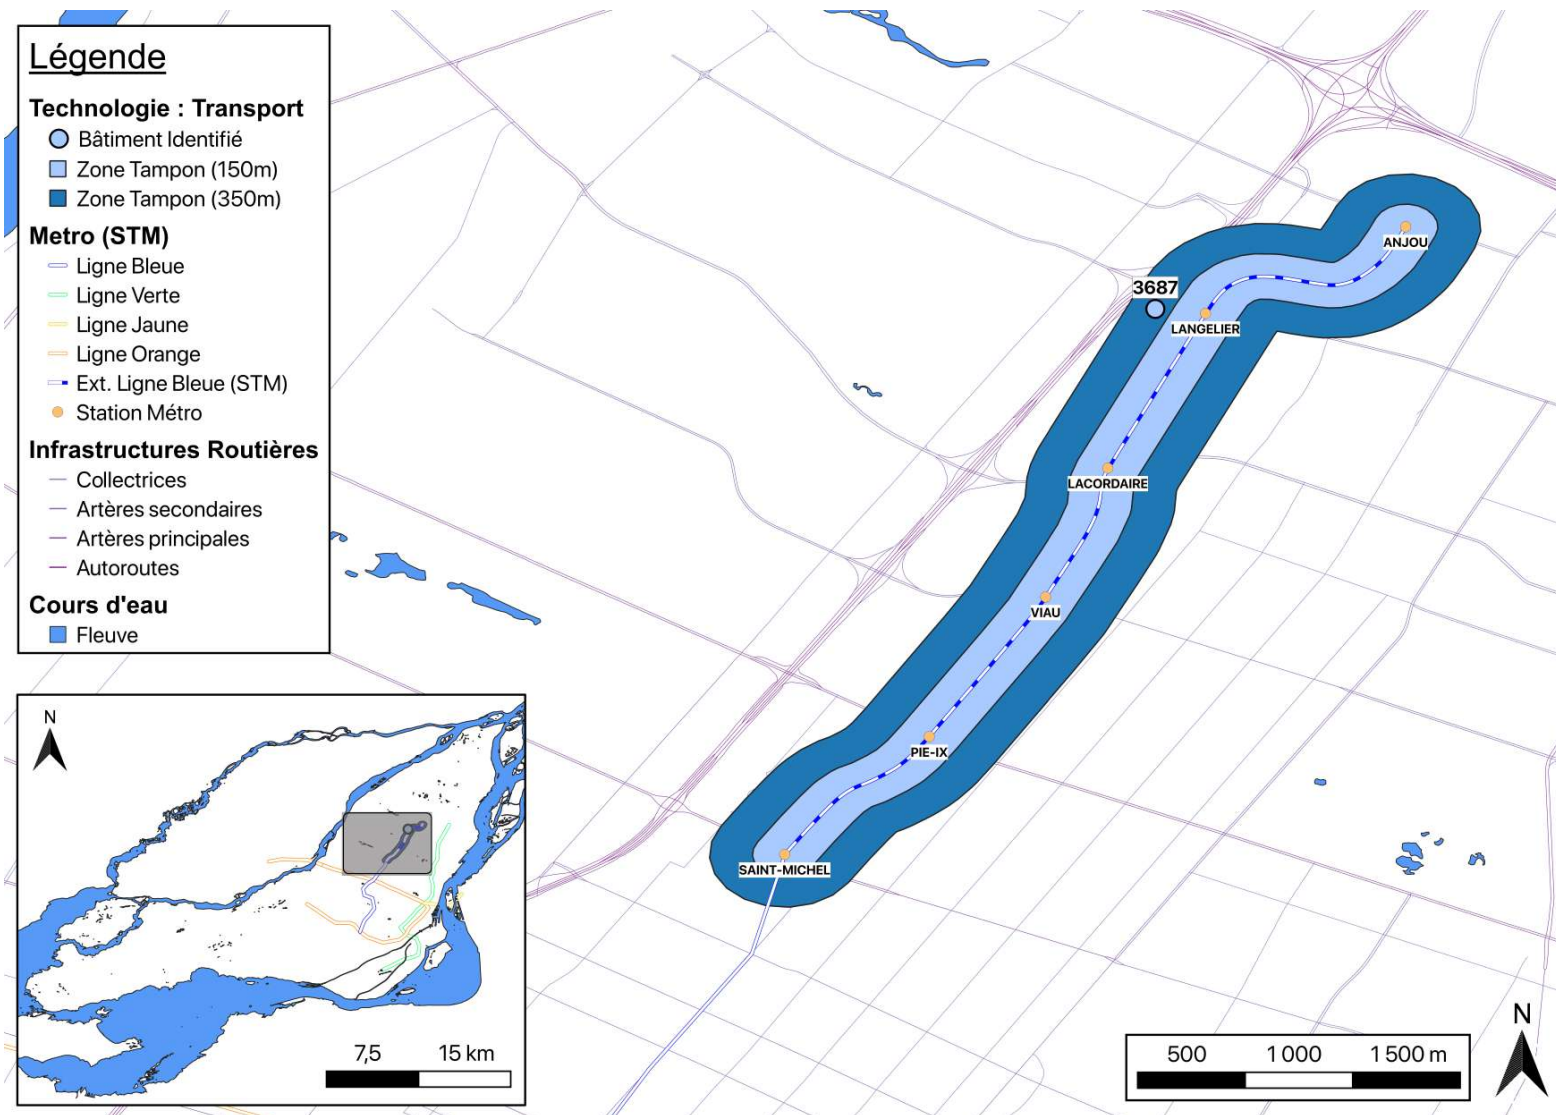 Légende
Technologie : Transport
Bâtiment Identifié
Zone Tampon (150m)
Zone Tampon (350m)
Metro (STM)
Ligne Bleue
Ligne Verte
Ligne Jaune
Ligne Orange
Ext. Ligne Bleue (STM)
Station Métro
Infrastructures Routières
Collectrices
Artères secondaires
Artères principales
Autoroutes
Cours d'eau
Fleuve
ANJOU
3687
LANGELIER
LACORDAIRE
VIAU
PIE-IX
SAINT-MICHEL
N
7,5 15 km
500 1 000 1 500 m
N